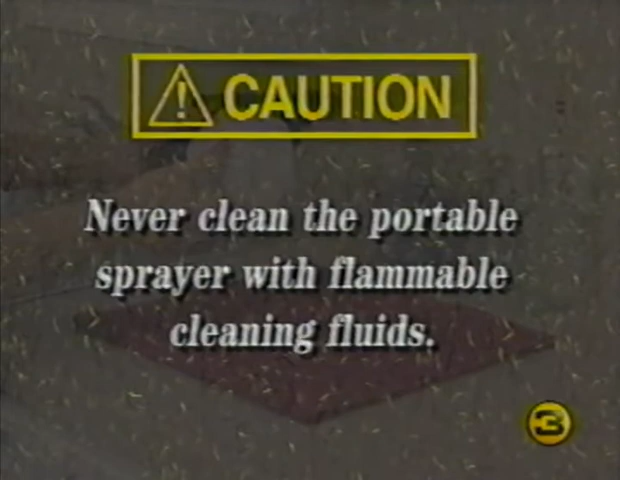 CAUTION
Never clean the portable
sprayer with flammable
cleaning fluids.
3